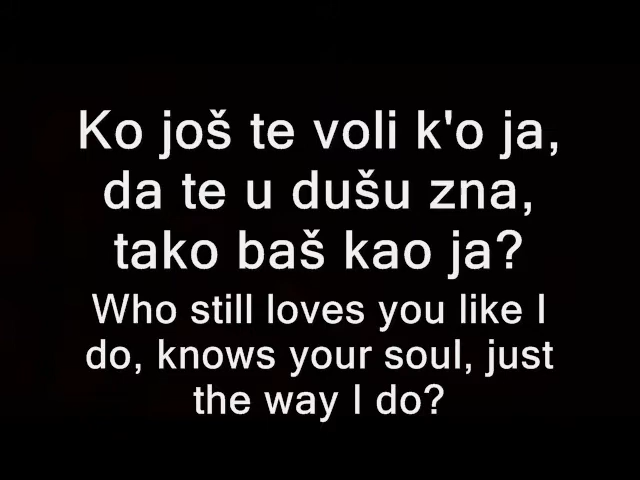 Ko još te voli k'o ja,
da te u dušu zna,
tako baš kao ja?
Who still loves you like I
do, knows your soul, just
the way I do?